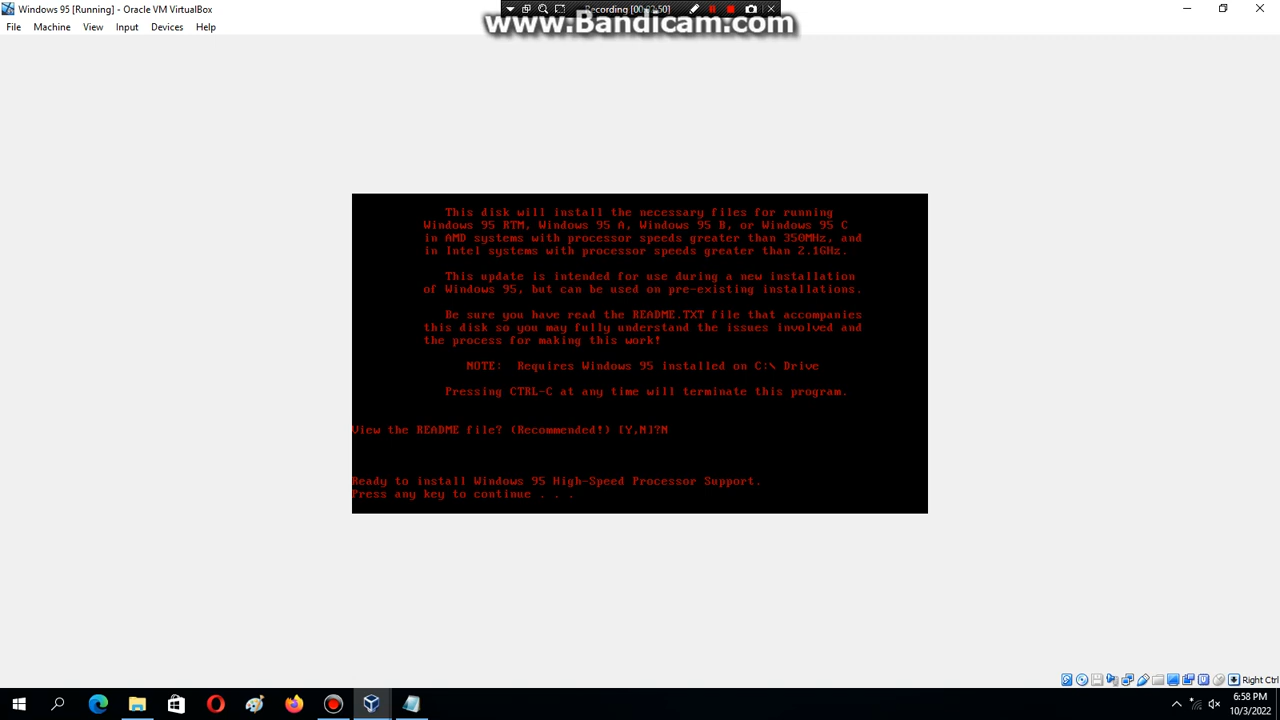 Windows 95 [Running] - Oracle VM VirtualBox
Recording [00:02:50]
www.Bandicam.com
File Machine View Input Devices Help
This disk will install the necessary files for running
Windows 95 RTM, Windows 95 A, Windows 95 B, or Windows 95 C
in AMD systems with processor speeds greater than 350MHz, and
in Intel systems with processor speeds greater than 2.1GHz.
This update is intended for use during a new installation
of Windows 95, but can be used on pre-existing installations.
Be sure you have read the README.TXT file that accompanies
this disk so you may fully understand the issues involved and
the process for making this work!
NOTE: Requires Windows 95 installed on C:\ Drive
Pressing CTRL-C at any time will terminate this program.
View the README file? (Recommended!) [Y,N]?N
Ready to install Windows 95 High-Speed Processor Support.
Press any key to continue . . .
Right Ctrl
6:58 PM
10/3/2022